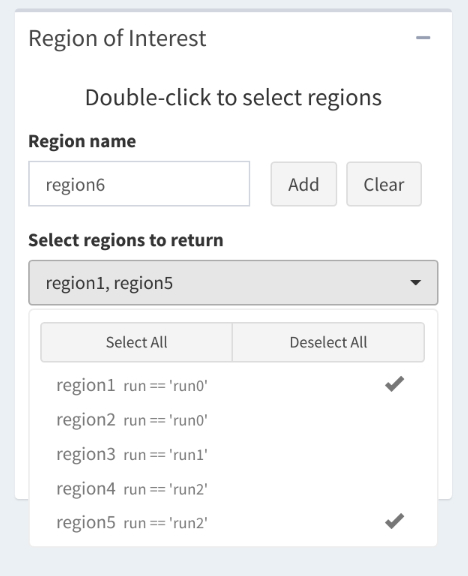 Region of Interest
Double-click to select regions
Region name
region6 Add Clear
Select regions to return
region1, region5
Select All Deselect All
region1 run == 'run0'
region2 run == 'run0'
region3 run == 'run1'
region4 run == 'run2'
region5 run == 'run2'